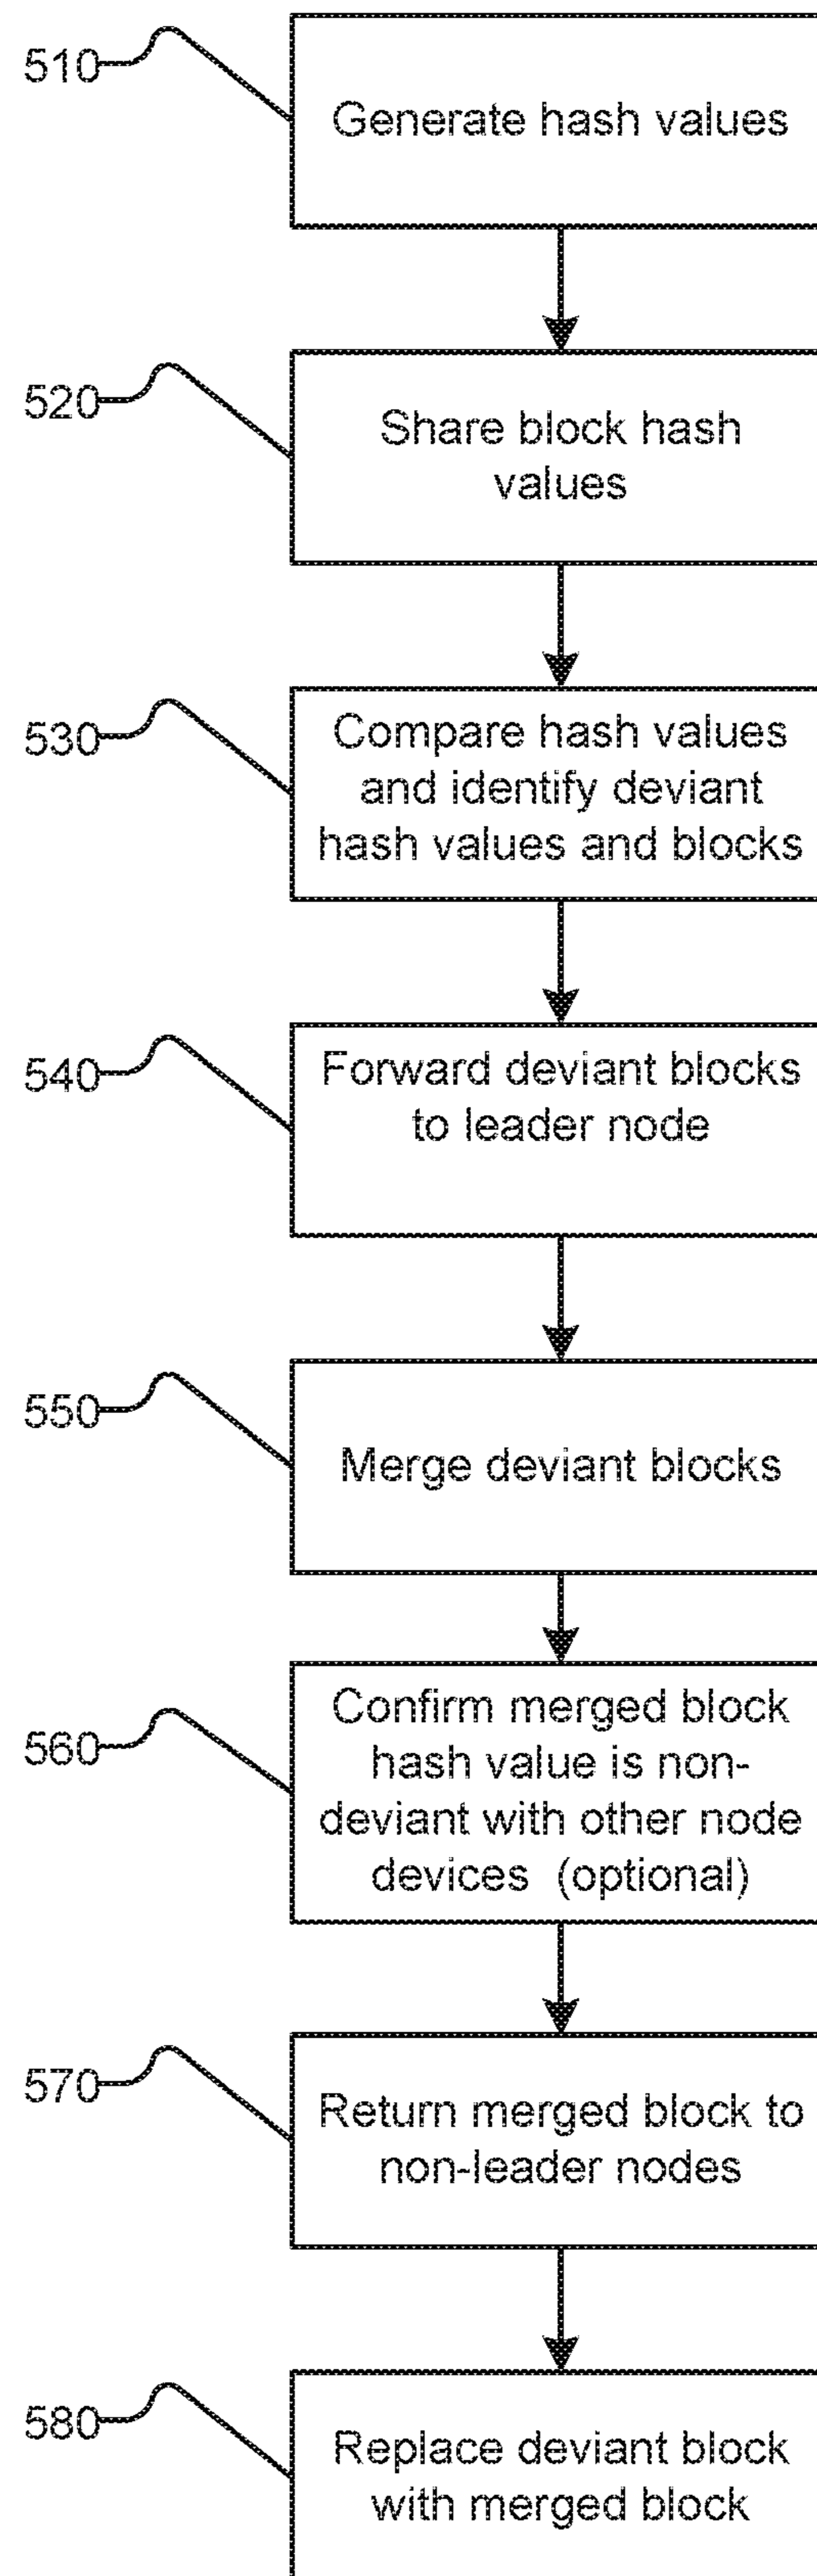 510
Generate hash values
520
Share block hash
values
530
Compare hash values
and identify deviant
hash values and blocks
540
Forward deviant blocks
to leader node
550
Merge deviant blocks
560
Confirm merged block
hash value is non-
deviant with other node
devices (optional)
570
Return merged block to
non-leader nodes
580
Replace deviant block
with merged block